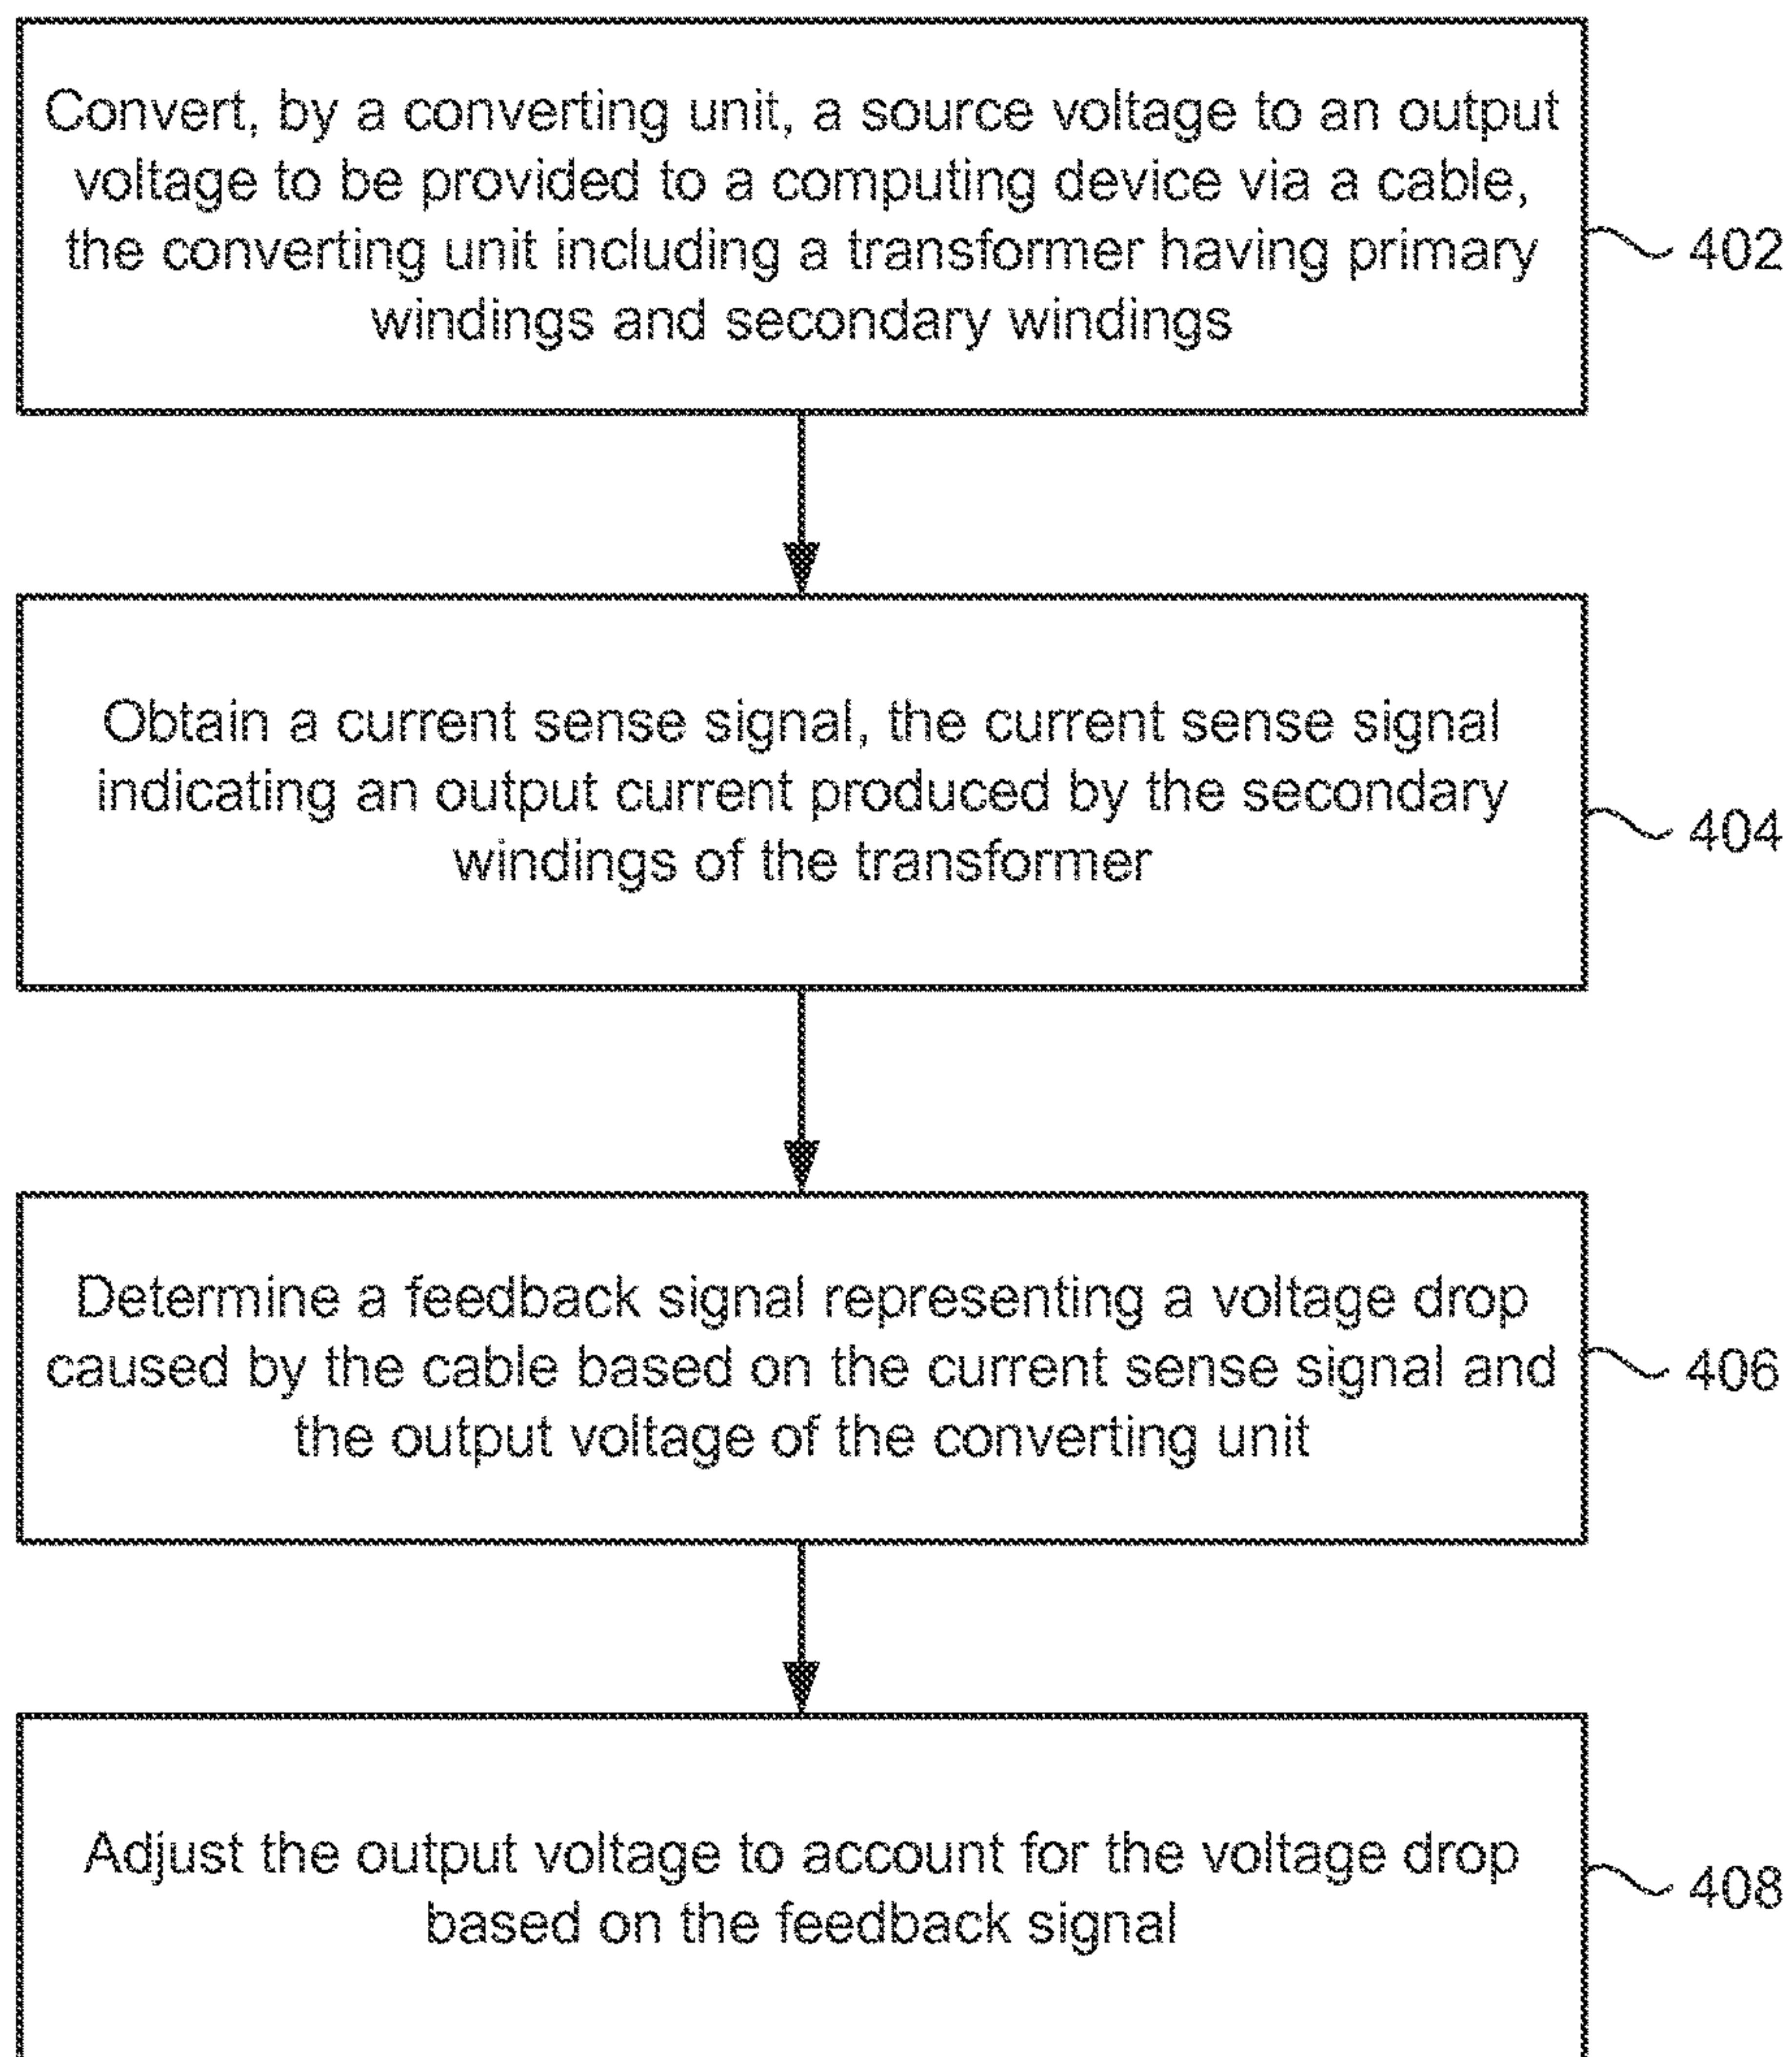 Convert, by a converting unit, a source voltage to an output
voltage to be provided to a computing device via a cable,
the converting unit including a transformer having primary
windings and secondary windings
402
Obtain a current sense signal, the current sense signal
indicating an output current produced by the secondary
windings of the transformer
404
Determine a feedback signal representing a voltage drop
caused by the cable based on the current sense signal and
the output voltage of the converting unit
406
Adjust the output voltage to account for the voltage drop
based on the feedback signal
408